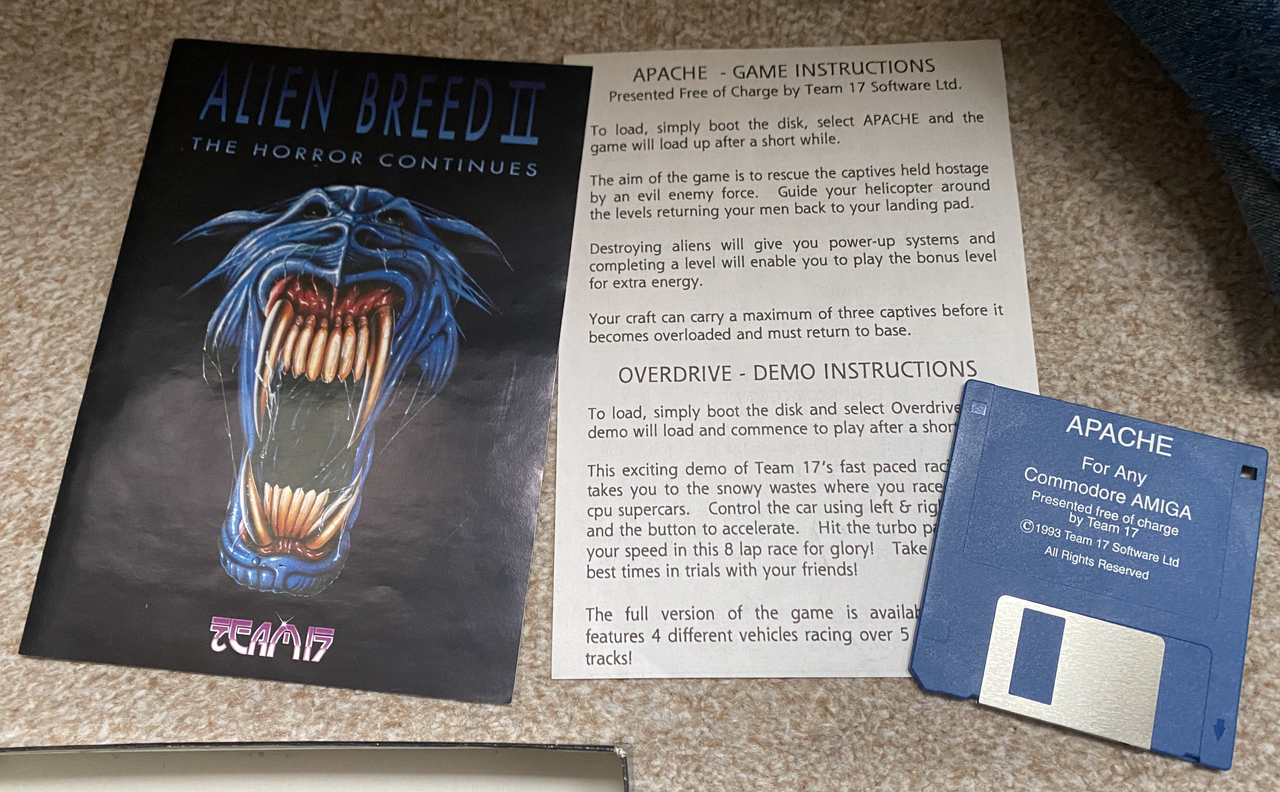 ALIEN BREED II
THE HORROR CONTINUES
TEAM17
APACHE - GAME INSTRUCTIONS
Presented Free of Charge by Team 17 Software Ltd.
To load, simply boot the disk, select APACHE and the
game will load up after a short while.
The aim of the game is to rescue the captives held hostage
by an evil enemy force. Guide your helicopter around
the levels returning your men back to your landing pad.
Destroying aliens will give you power-up systems and
completing a level will enable you to play the bonus level
for extra energy.
Your craft can carry a maximum of three captives before it
becomes overloaded and must return to base.
OVERDRIVE - DEMO INSTRUCTIONS
To load, simply boot the disk and select Overdrive
demo will load and commence to play after a shor
This exciting demo of Team 17's fast paced raci
takes you to the snowy wastes where you race
cpu supercars. Control the car using left & rig
and the button to accelerate. Hit the turbo p
your speed in this 8 lap race for glory! Take
best times in trials with your friends!
The full version of the game is availab
features 4 different vehicles racing over 5
tracks!
APACHE
For Any
Commodore AMIGA
Presented free of charge
by Team 17
©1993 Team 17 Software Ltd
All Rights Reserved